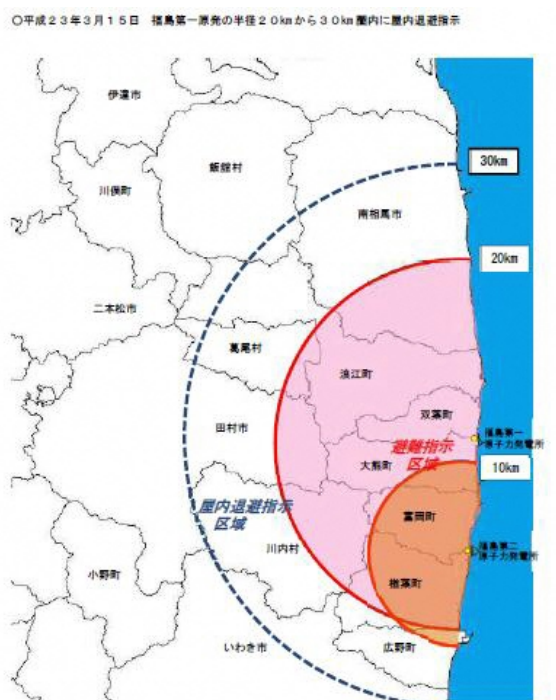 ○平成２３年３月１５日　福島第一原発の半径２０kmから３０km圏内に屋内退避指示
伊達市
飯館村
30km
川俣町
南相馬市
20km
二本松市
葛尾村
浪江町
双葉町
田村市
福島第一
原子力発電所
避難指示
区域
大熊町
10km
屋内退避指示
区域
富岡町
川内村
福島第二
原子力発電所
小野町
楢葉町
いわき市
広野町